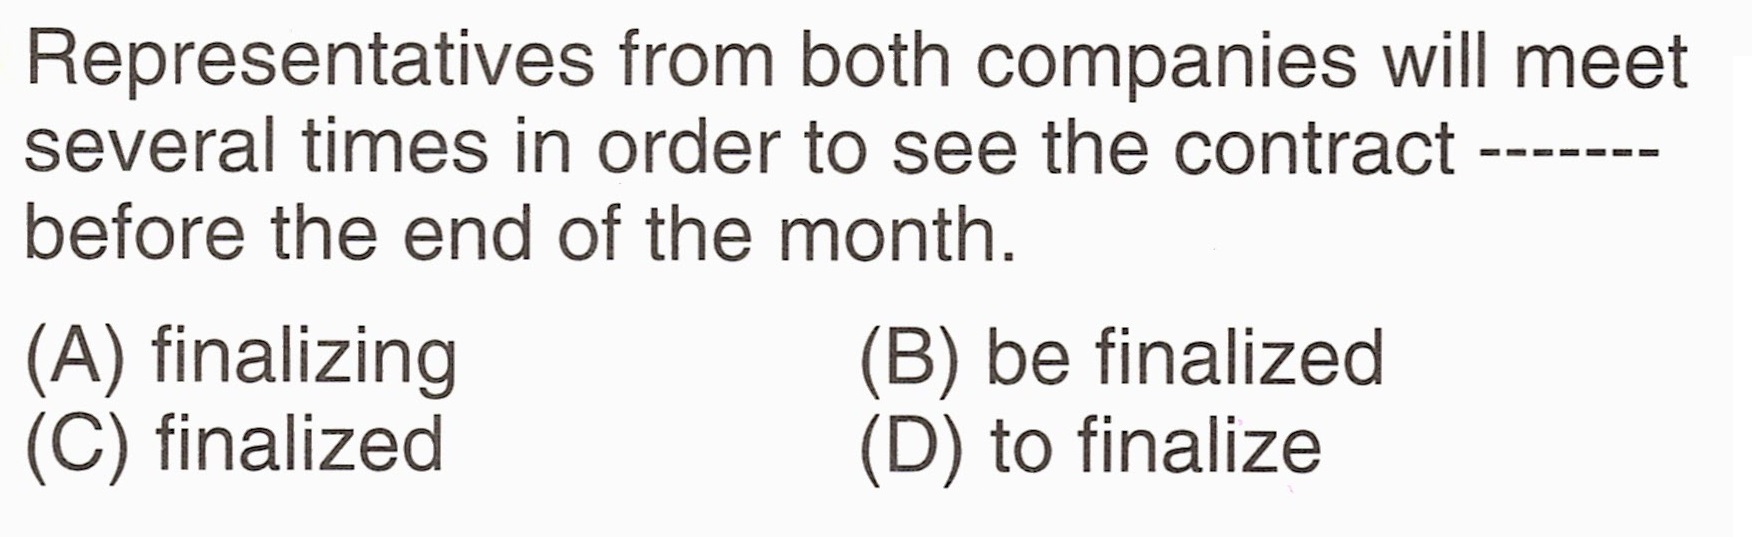 Representatives from both companies will meet
several times in order to see the contract -------
before the end of the month.
(A) finalizing (B) be finalized
(C) finalized (D) to finalize